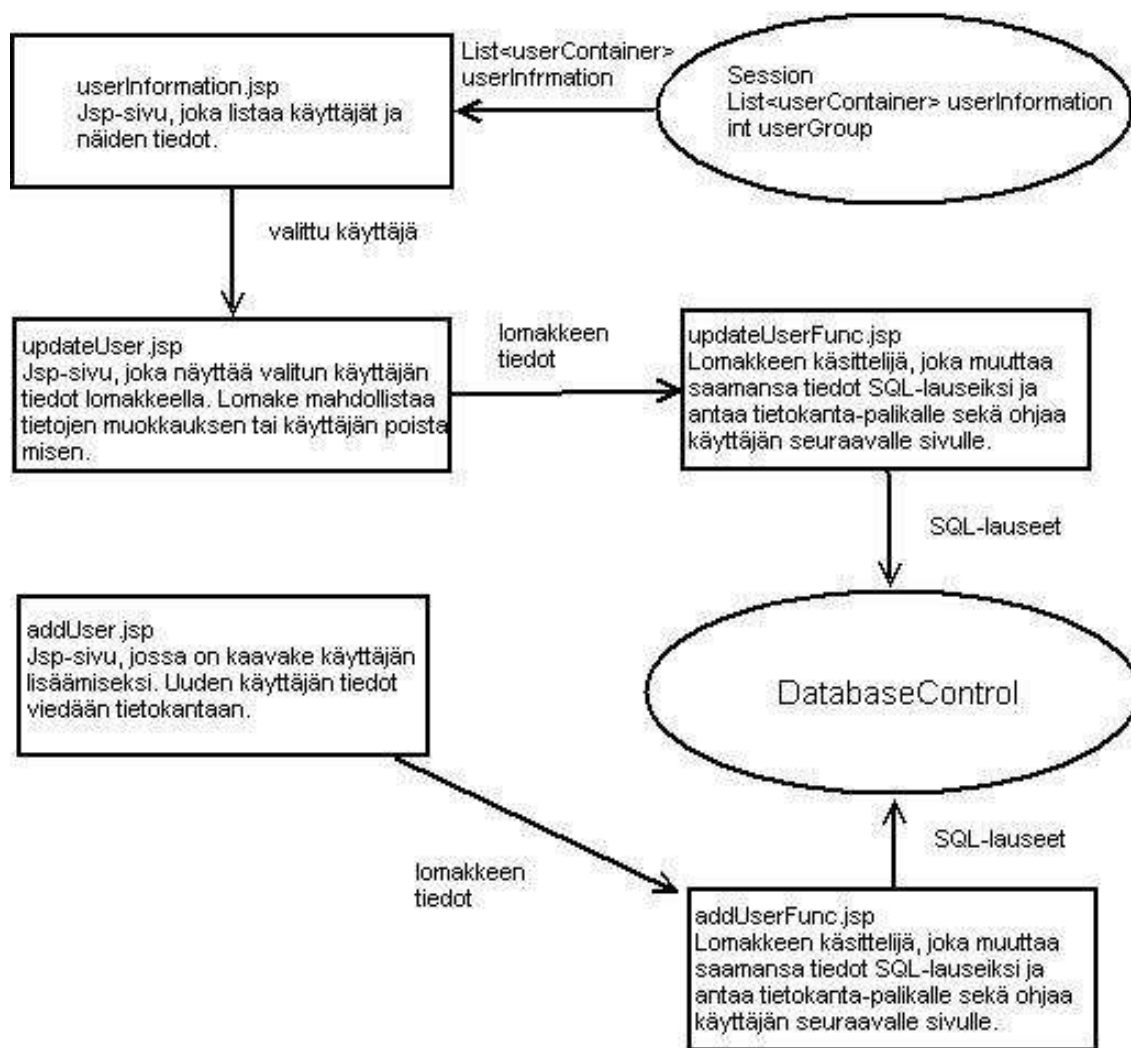 userInformation.jsp
Jsp-sivu, joka listaa käyttäjät ja
näiden tiedot.
List<userContainer>
userInfrmation
Session
List<userContainer> userInformation
int userGroup
valittu käyttäjä
updateUser.jsp
Jsp-sivu, joka näyttää valitun käyttäjän
tiedot lomakkeella. Lomake mahdollistaa
tietojen muokkauksen tai käyttäjän poista
misen.
lomakkeen
tiedot
updateUserFunc.jsp
Lomakkeen käsittelijä, joka muuttaa
saamansa tiedot SQL-lauseiksi ja
antaa tietokanta-palikalle sekä ohjaa
käyttäjän seuraavalle sivulle.
SQL-lauseet
addUser.jsp
Jsp-sivu, jossa on kaavake käyttäjän
lisäämiseksi. Uuden käyttäjän tiedot
viedään tietokantaan.
DatabaseControl
lomakkeen
tiedot
SQL-lauseet
addUserFunc.jsp
Lomakkeen käsittelijä, joka muuttaa
saamansa tiedot SQL-lauseiksi ja
antaa tietokanta-palikalle sekä ohjaa
käyttäjän seuraavalle sivulle.